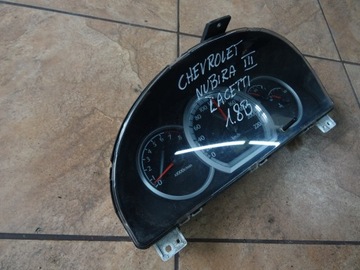 CHEVROLET
NUBIRA III
LACETTI
1.8B